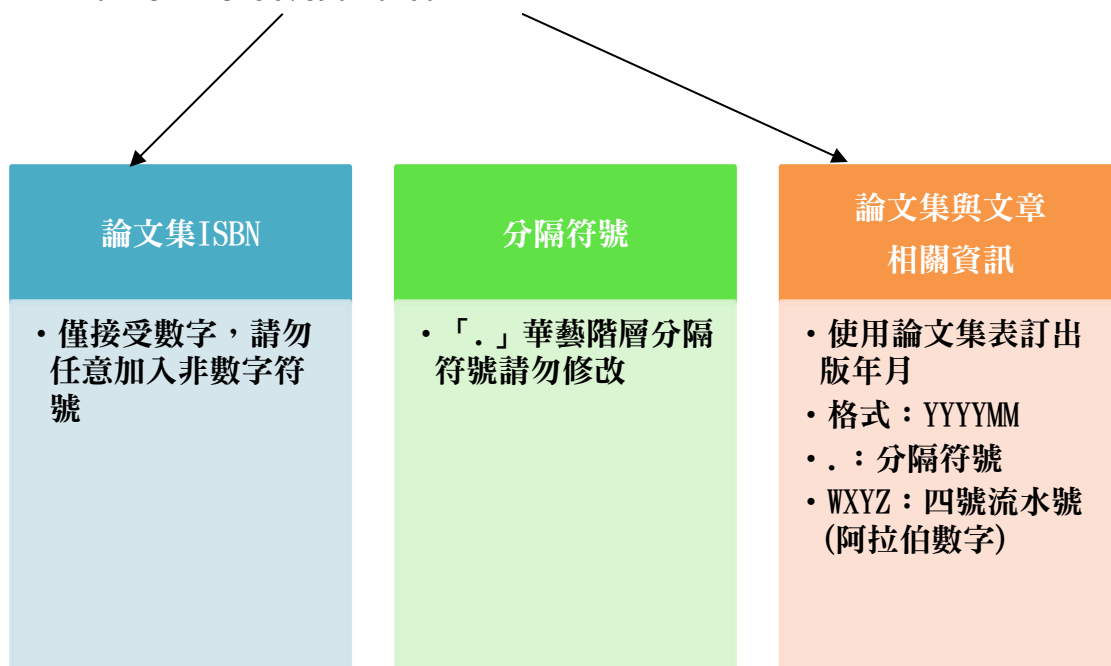 論文集ISBN
・僅接受數字，請勿
任意加入非數字符
號
分隔符號
・「.」華藝階層分隔
符號請勿修改
論文集與文章
相關資訊
・使用論文集表訂出
版年月
・格式：YYYYMM
・.：分隔符號
・WXYZ：四號流水號
(阿拉伯數字)